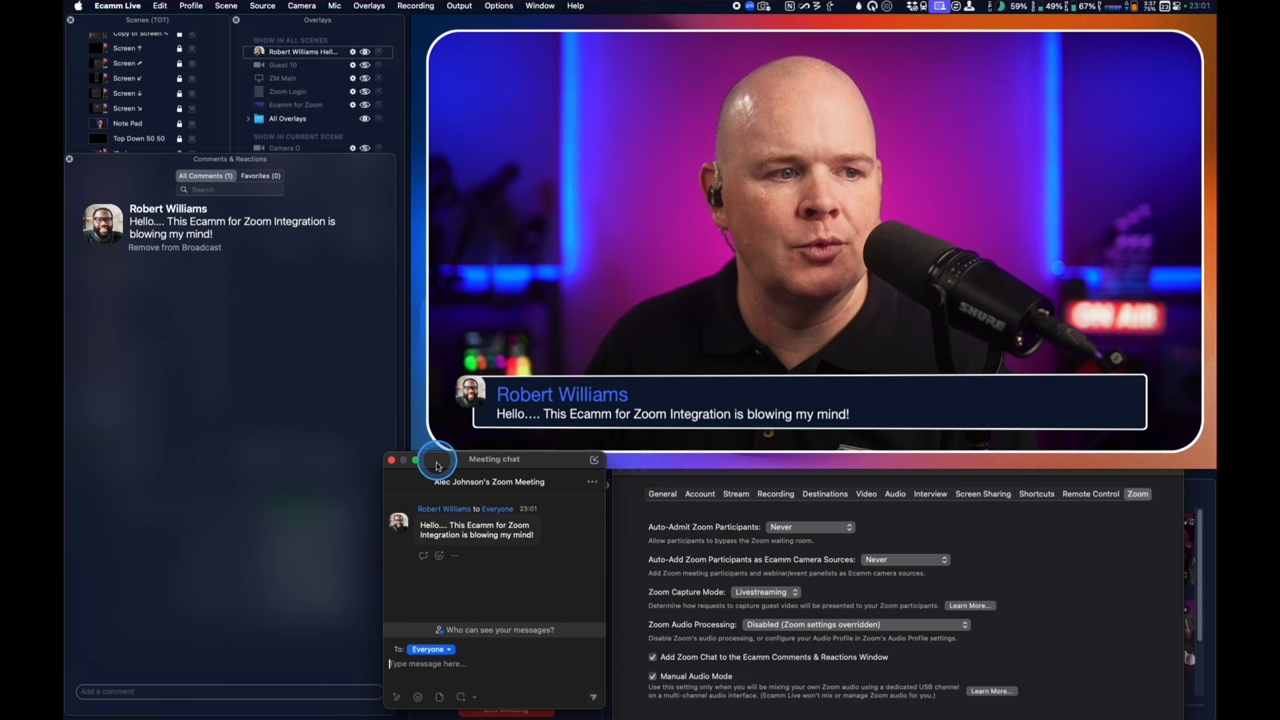 Ecamm Live Edit Profile Scene Source Camera Mic Overlays Recording Output Options Window Help
59% 49% 67% 23:01
Scenes (TOT)
Copy of Screen
Screen ↑
Screen ↗
Screen ↙
Screen ↓
Screen ↘
Note Pad
Top Down 50 50
Overlays
SHOW IN ALL SCENES
Robert Williams Hell...
Guest 10
ZM Main
Zoom Login
Ecamm for Zoom
All Overlays
SHOW IN CURRENT SCENE
Camera D
Comments & Reactions
All Comments (1) Favorites (0)
Search
Robert Williams
Hello.... This Ecamm for Zoom Integration is
blowing my mind!
Remove from Broadcast
Add a comment
SHURE
ON AIR
Robert Williams
Hello.... This Ecamm for Zoom Integration is blowing my mind!
Meeting chat
Alec Johnson's Zoom Meeting
Robert Williams to Everyone 23:01
Hello.... This Ecamm for Zoom
Integration is blowing my mind!
Who can see your messages?
To: Everyone
Type message here...
End Meeting
General Account Stream Recording Destinations Video Audio Interview Screen Sharing Shortcuts Remote Control Zoom
Auto-Admit Zoom Participants: Never
Allow participants to bypass the Zoom waiting room.
Auto-Add Zoom Participants as Ecamm Camera Sources: Never
Add Zoom meeting participants and webinar/event panelists as Ecamm camera sources.
Zoom Capture Mode: Livestreaming
Determine how requests to capture guest video will be presented to your Zoom participants. Learn More...
Zoom Audio Processing: Disabled (Zoom settings overridden)
Disable Zoom's audio processing, or configure your Audio Profile in Zoom's Audio Profile settings.
Add Zoom Chat to the Ecamm Comments & Reactions Window
Manual Audio Mode
Use this setting only when you will be mixing your own Zoom audio using a dedicated USB channel
on a multi-channel audio interface. (Ecamm Live won't mix or monitor Zoom audio for you.) Learn More...